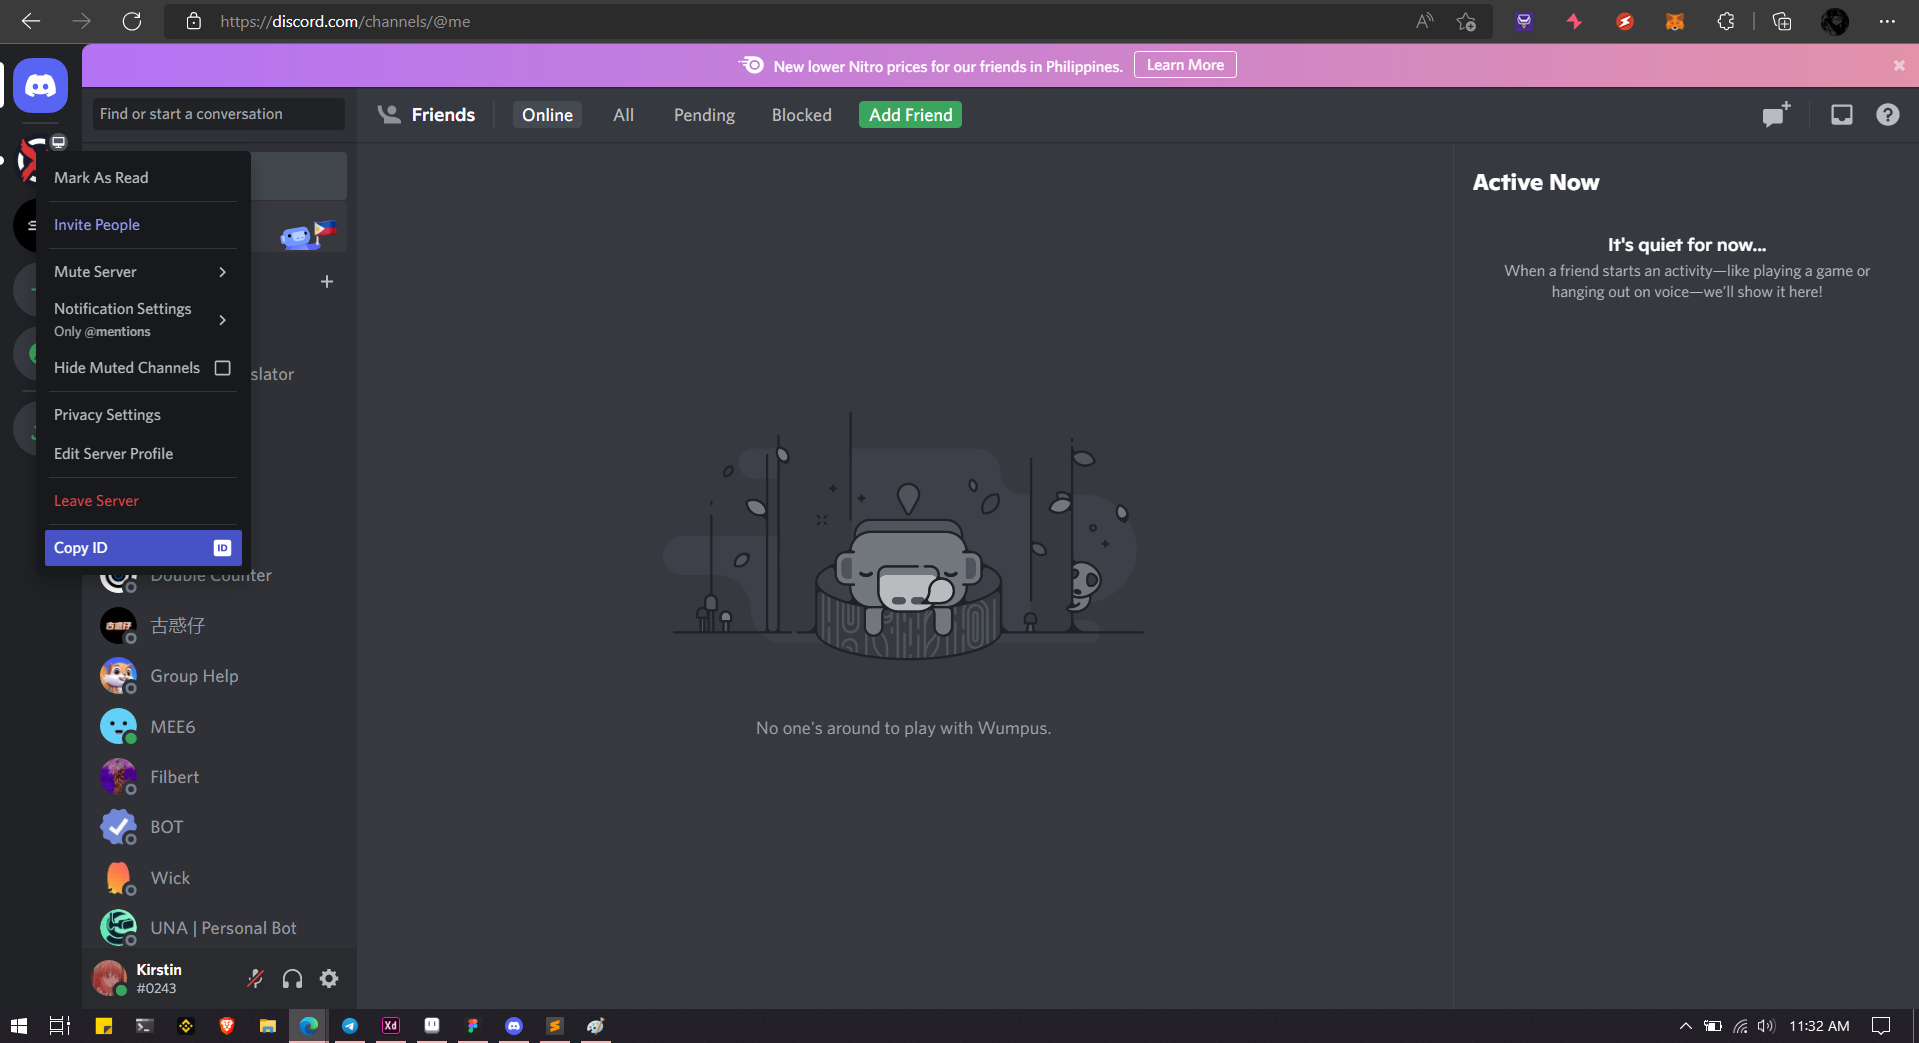 https://discord.com/channels/@me
New lower Nitro prices for our friends in Philippines.
Learn More
Find or start a conversation
Friends
Online
All
Pending
Blocked
Add Friend
Mark As Read
Invite People
Mute Server
Notification Settings
Only @mentions
Hide Muted Channels
Privacy Settings
Edit Server Profile
Leave Server
Copy ID
ID
slator
Double Counter
古惑仔
古惑仔
Group Help
MEE6
Filbert
BOT
Wick
UNA | Personal Bot
Kirstin
#0243
No one's around to play with Wumpus.
Active Now
It's quiet for now...
When a friend starts an activity—like playing a game or
hanging out on voice—we'll show it here!
Xd
11:32 AM